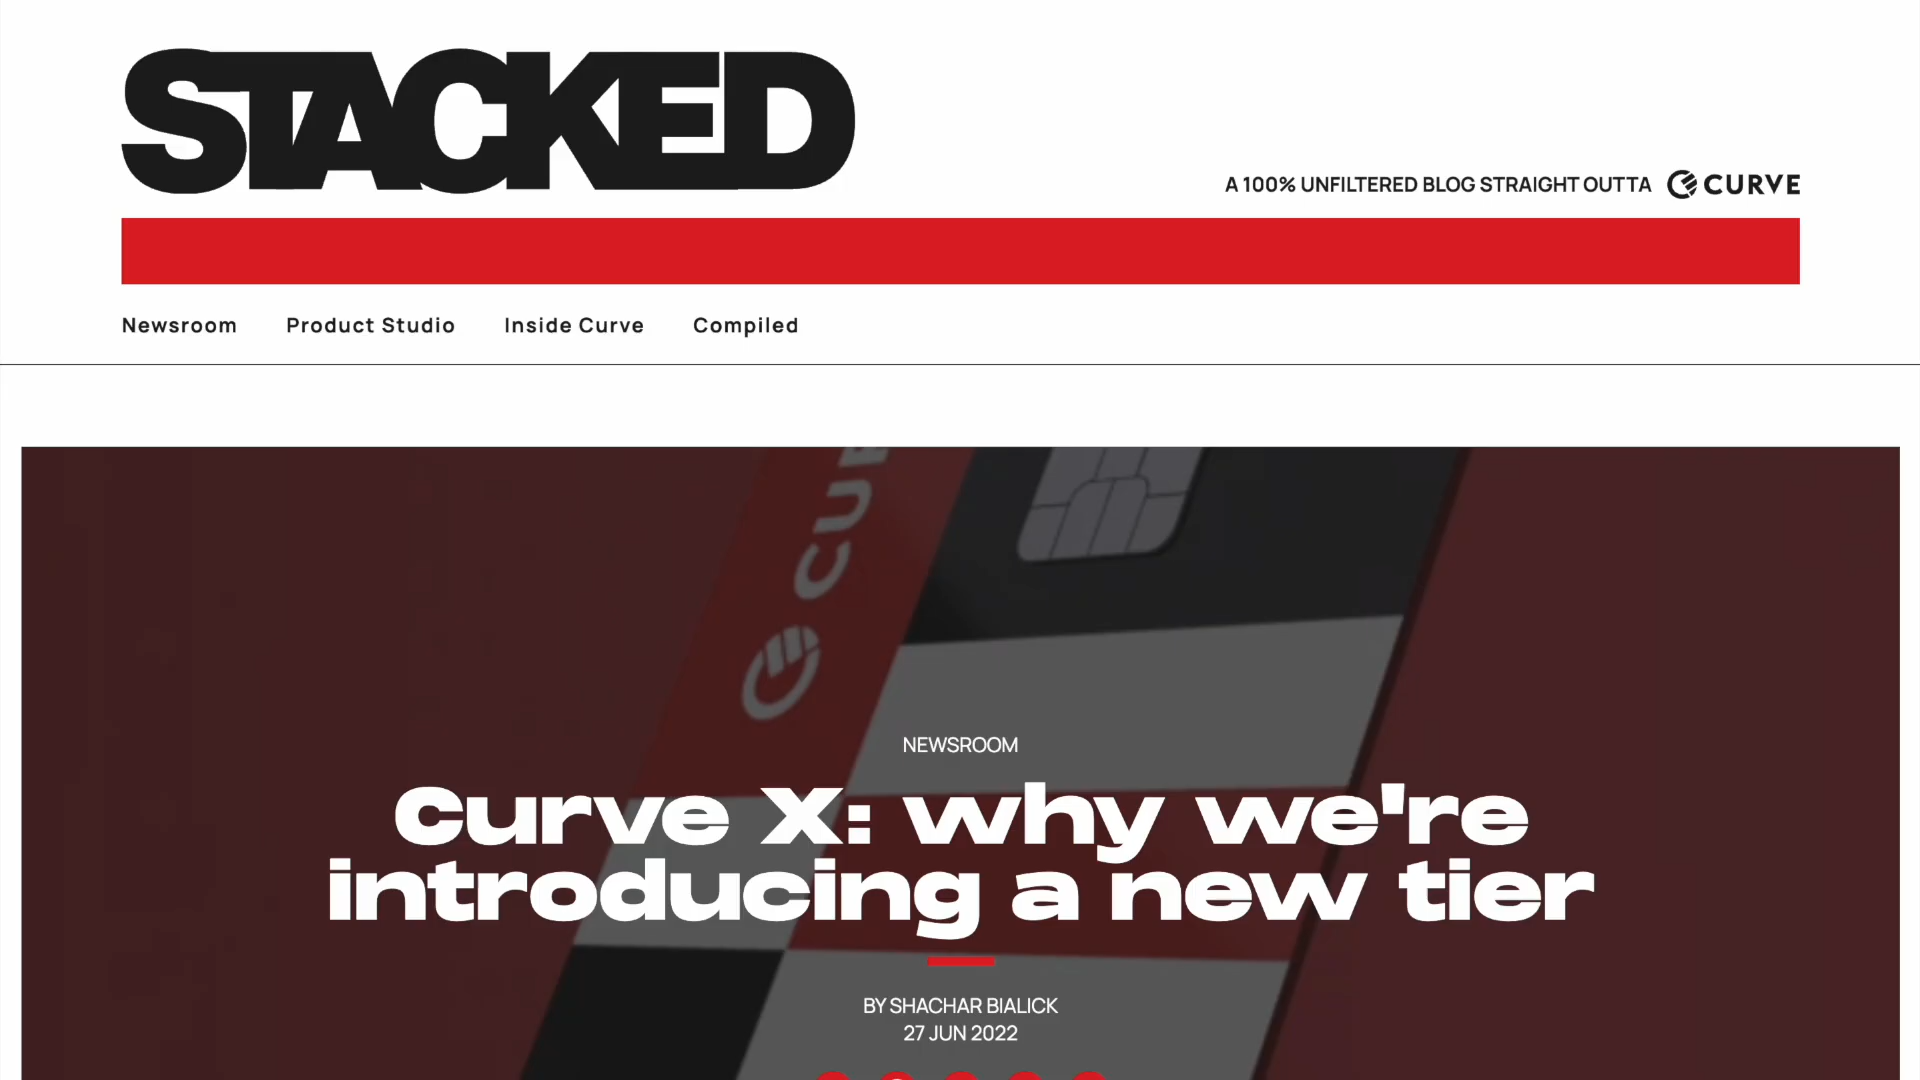 STACKED
A 100% UNFILTERED BLOG STRAIGHT OUTTA CURVE
Newsroom Product Studio Inside Curve Compiled
CUR
NEWSROOM
Curve X: why we're
introducing a new tier
BY SHACHAR BIALICK
27 JUN 2022